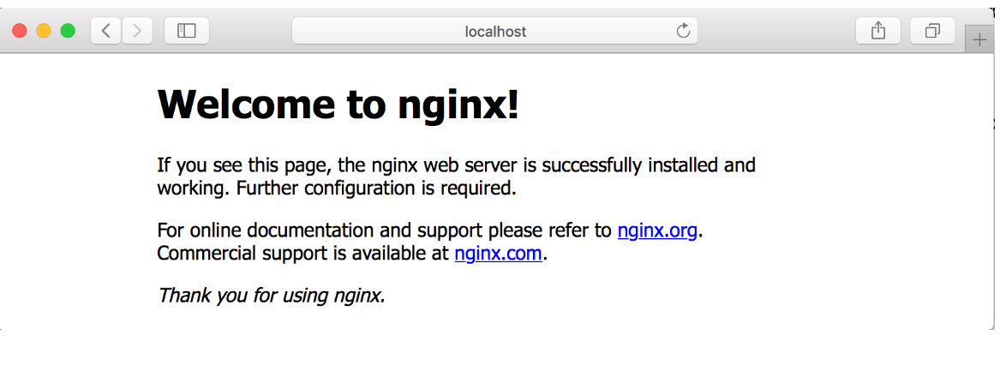 localhost
Welcome to nginx!
If you see this page, the nginx web server is successfully installed and
working. Further configuration is required.
For online documentation and support please refer to nginx.org.
Commercial support is available at nginx.com.
Thank you for using nginx.